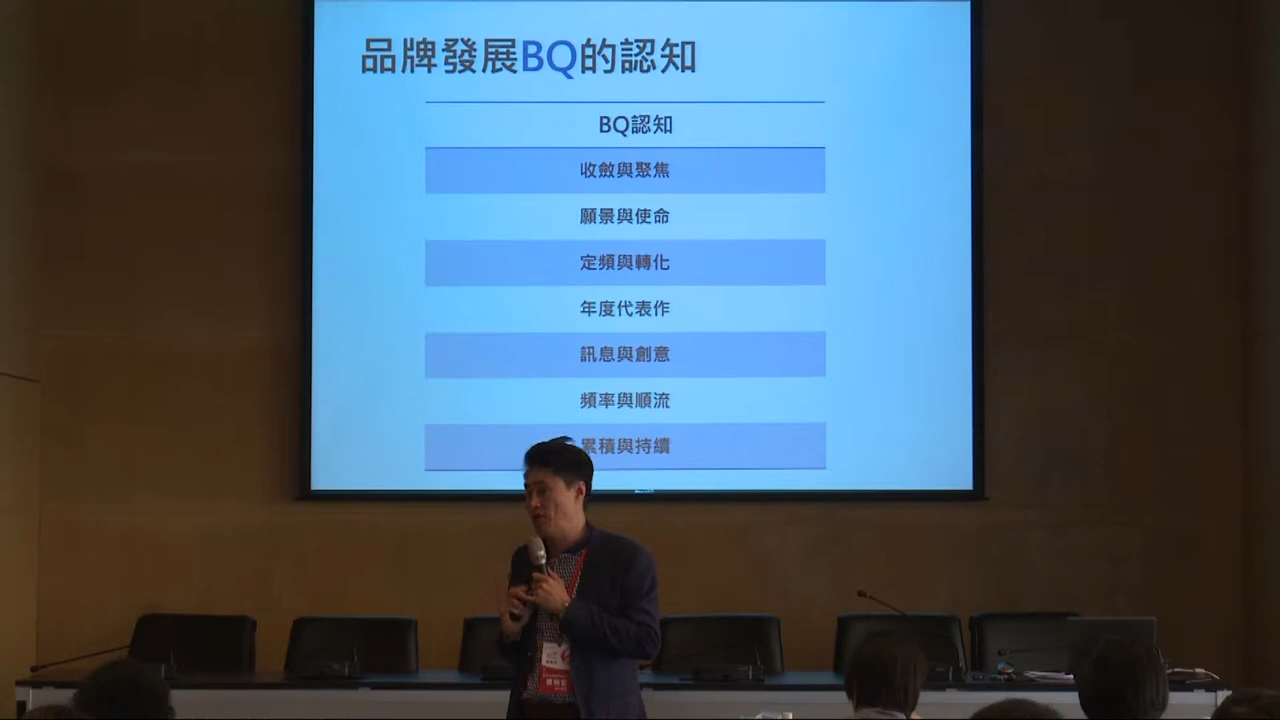 品牌發展BQ的認知
BQ認知
收斂與聚焦
願景與使命
定頻與轉化
年度代表作
訊息與創意
頻率與順流
累積與持續